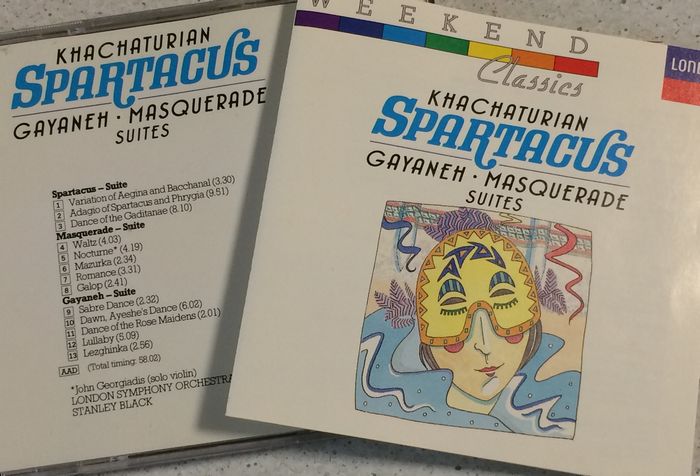 KHACHATURIAN
SPARTACUS
GAYANEH · MASQUERADE
SUITES
Spartacus – Suite
1 Variation of Aegina and Bacchanal (3.30)
2 Adagio of Spartacus and Phrygia (9.51)
3 Dance of the Gaditanae (8.10)
Masquerade – Suite
4 Waltz (4.03)
5 Nocturne* (4.19)
6 Mazurka (2.34)
7 Romance (3.31)
8 Galop (2.41)
Gayaneh – Suite
9 Sabre Dance (2.32)
10 Dawn, Ayeshe's Dance (6.02)
11 Dance of the Rose Maidens (2.01)
12 Lullaby (5.09)
13 Lezghinka (2.56)
AAD (Total timing: 58.02)
*John Georgiadis (solo violin)
LONDON SYMPHONY ORCHESTRA
STANLEY BLACK
WEEKEND
Classics
KHACHATURIAN
SPARTACUS
GAYANEH · MASQUERADE
SUITES